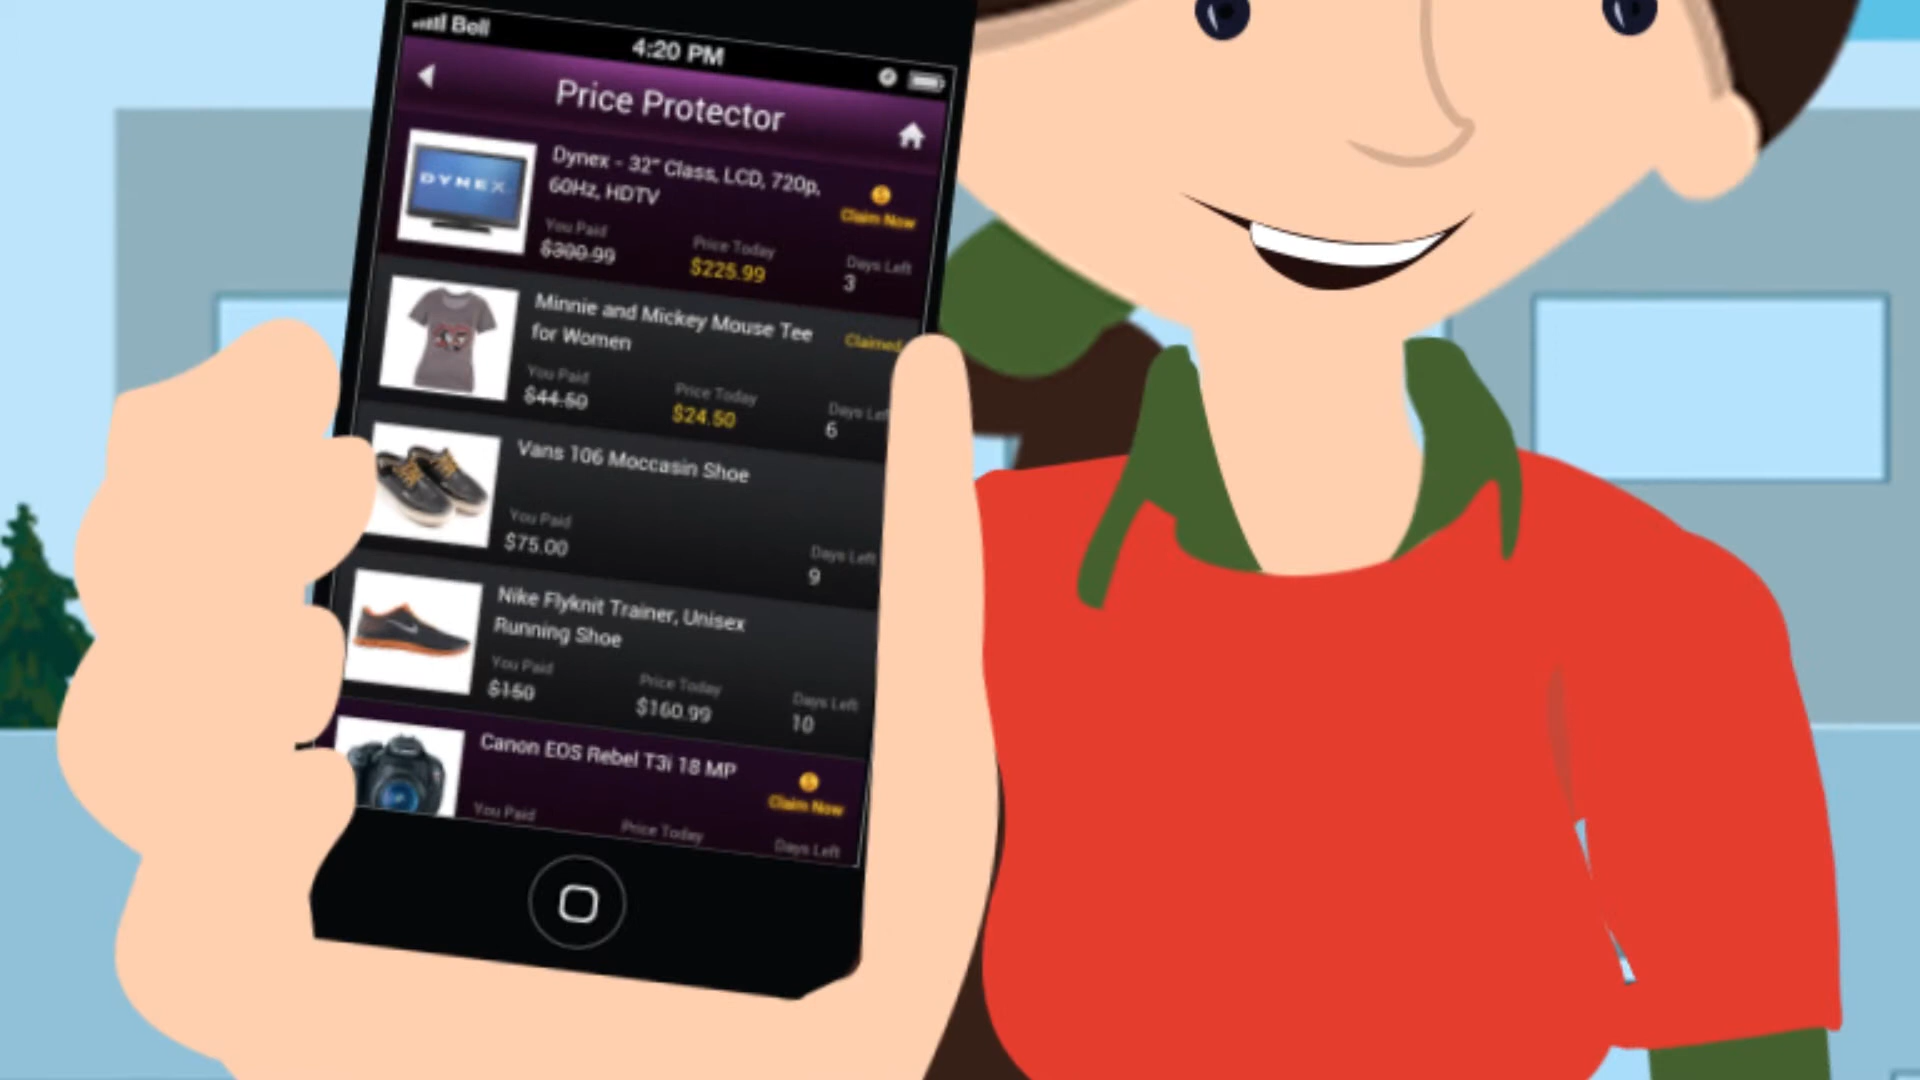 Bell
4:20 PM
Price Protector
DYNEX
Dynex - 32" Class, LCD, 720p,
60Hz, HDTV
Claim Now
You Paid Price Today Days Left
$300.99 $225.99 3
Minnie and Mickey Mouse Tee
for Women
Claimed
You Paid Price Today Days Lef
$44.50 $24.50 6
Vans 106 Moccasin Shoe
You Paid Days Left
$75.00 9
Nike Flyknit Trainer, Unisex
Running Shoe
You Paid Price Today Days Left
$150 $160.99 10
Canon EOS Rebel T3i 18 MP
Claim Now
You Paid Price Today Days Left